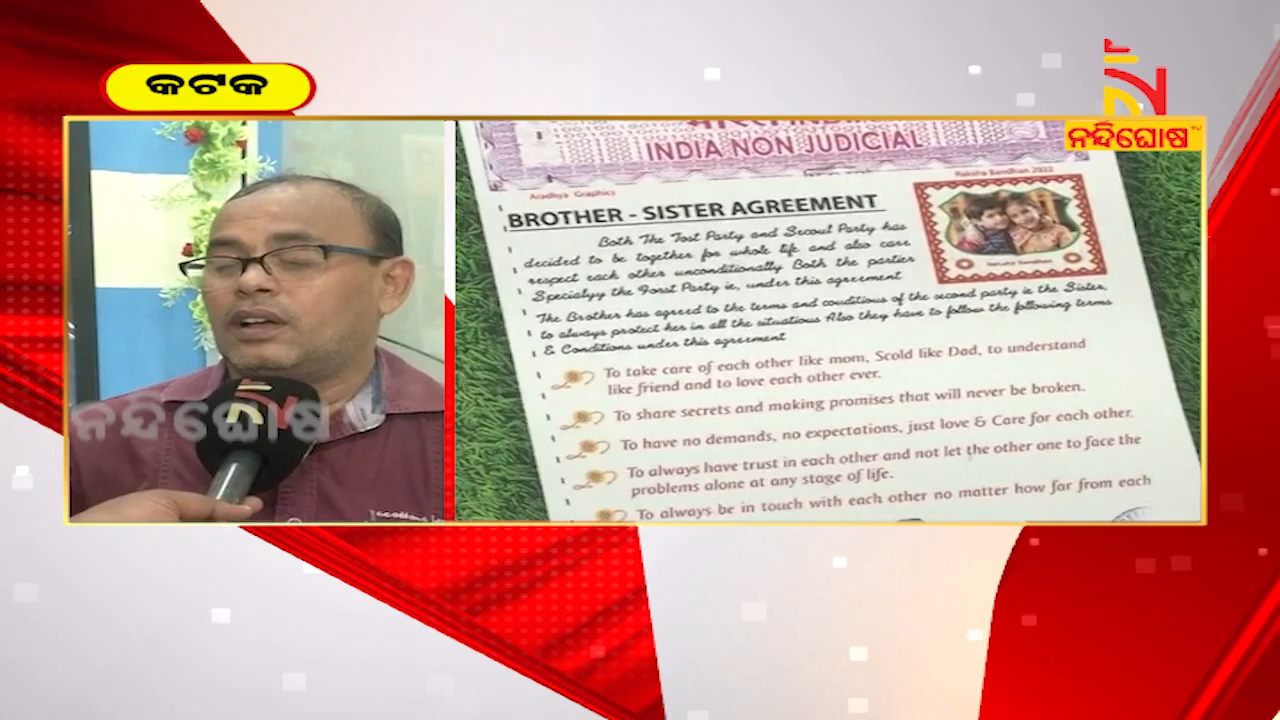 କଟକ
ନନ୍ଦିଘୋଷ
ନନ୍ଦିଘୋଷ
INDIA NON JUDICIAL
Aradhya Graphics
Raksha Bandhan 2022
BROTHER - SISTER AGREEMENT
Both The Tost Party and Secoul Party has
decided to be together for whole life and also care
respect each other unconditionally Both the parties
Specialyy the Forst Party ie, under this agreement
The Brother has agreed to the terms and couditious of the second party is the Sister,
to always protect her in all the situatious Also they have to follow the following terms
& Conditions under this agreement
To take care of each other like mom, Scold like Dad, to understand
like friend and to love each other ever.
To share secrets and making promises that will never be broken.
To have no demands, no expectations, just love & Care for each other.
To always have trust in each other and not let the other one to face the
problems alone at any stage of life.
To always be in touch with each other no matter how far from each